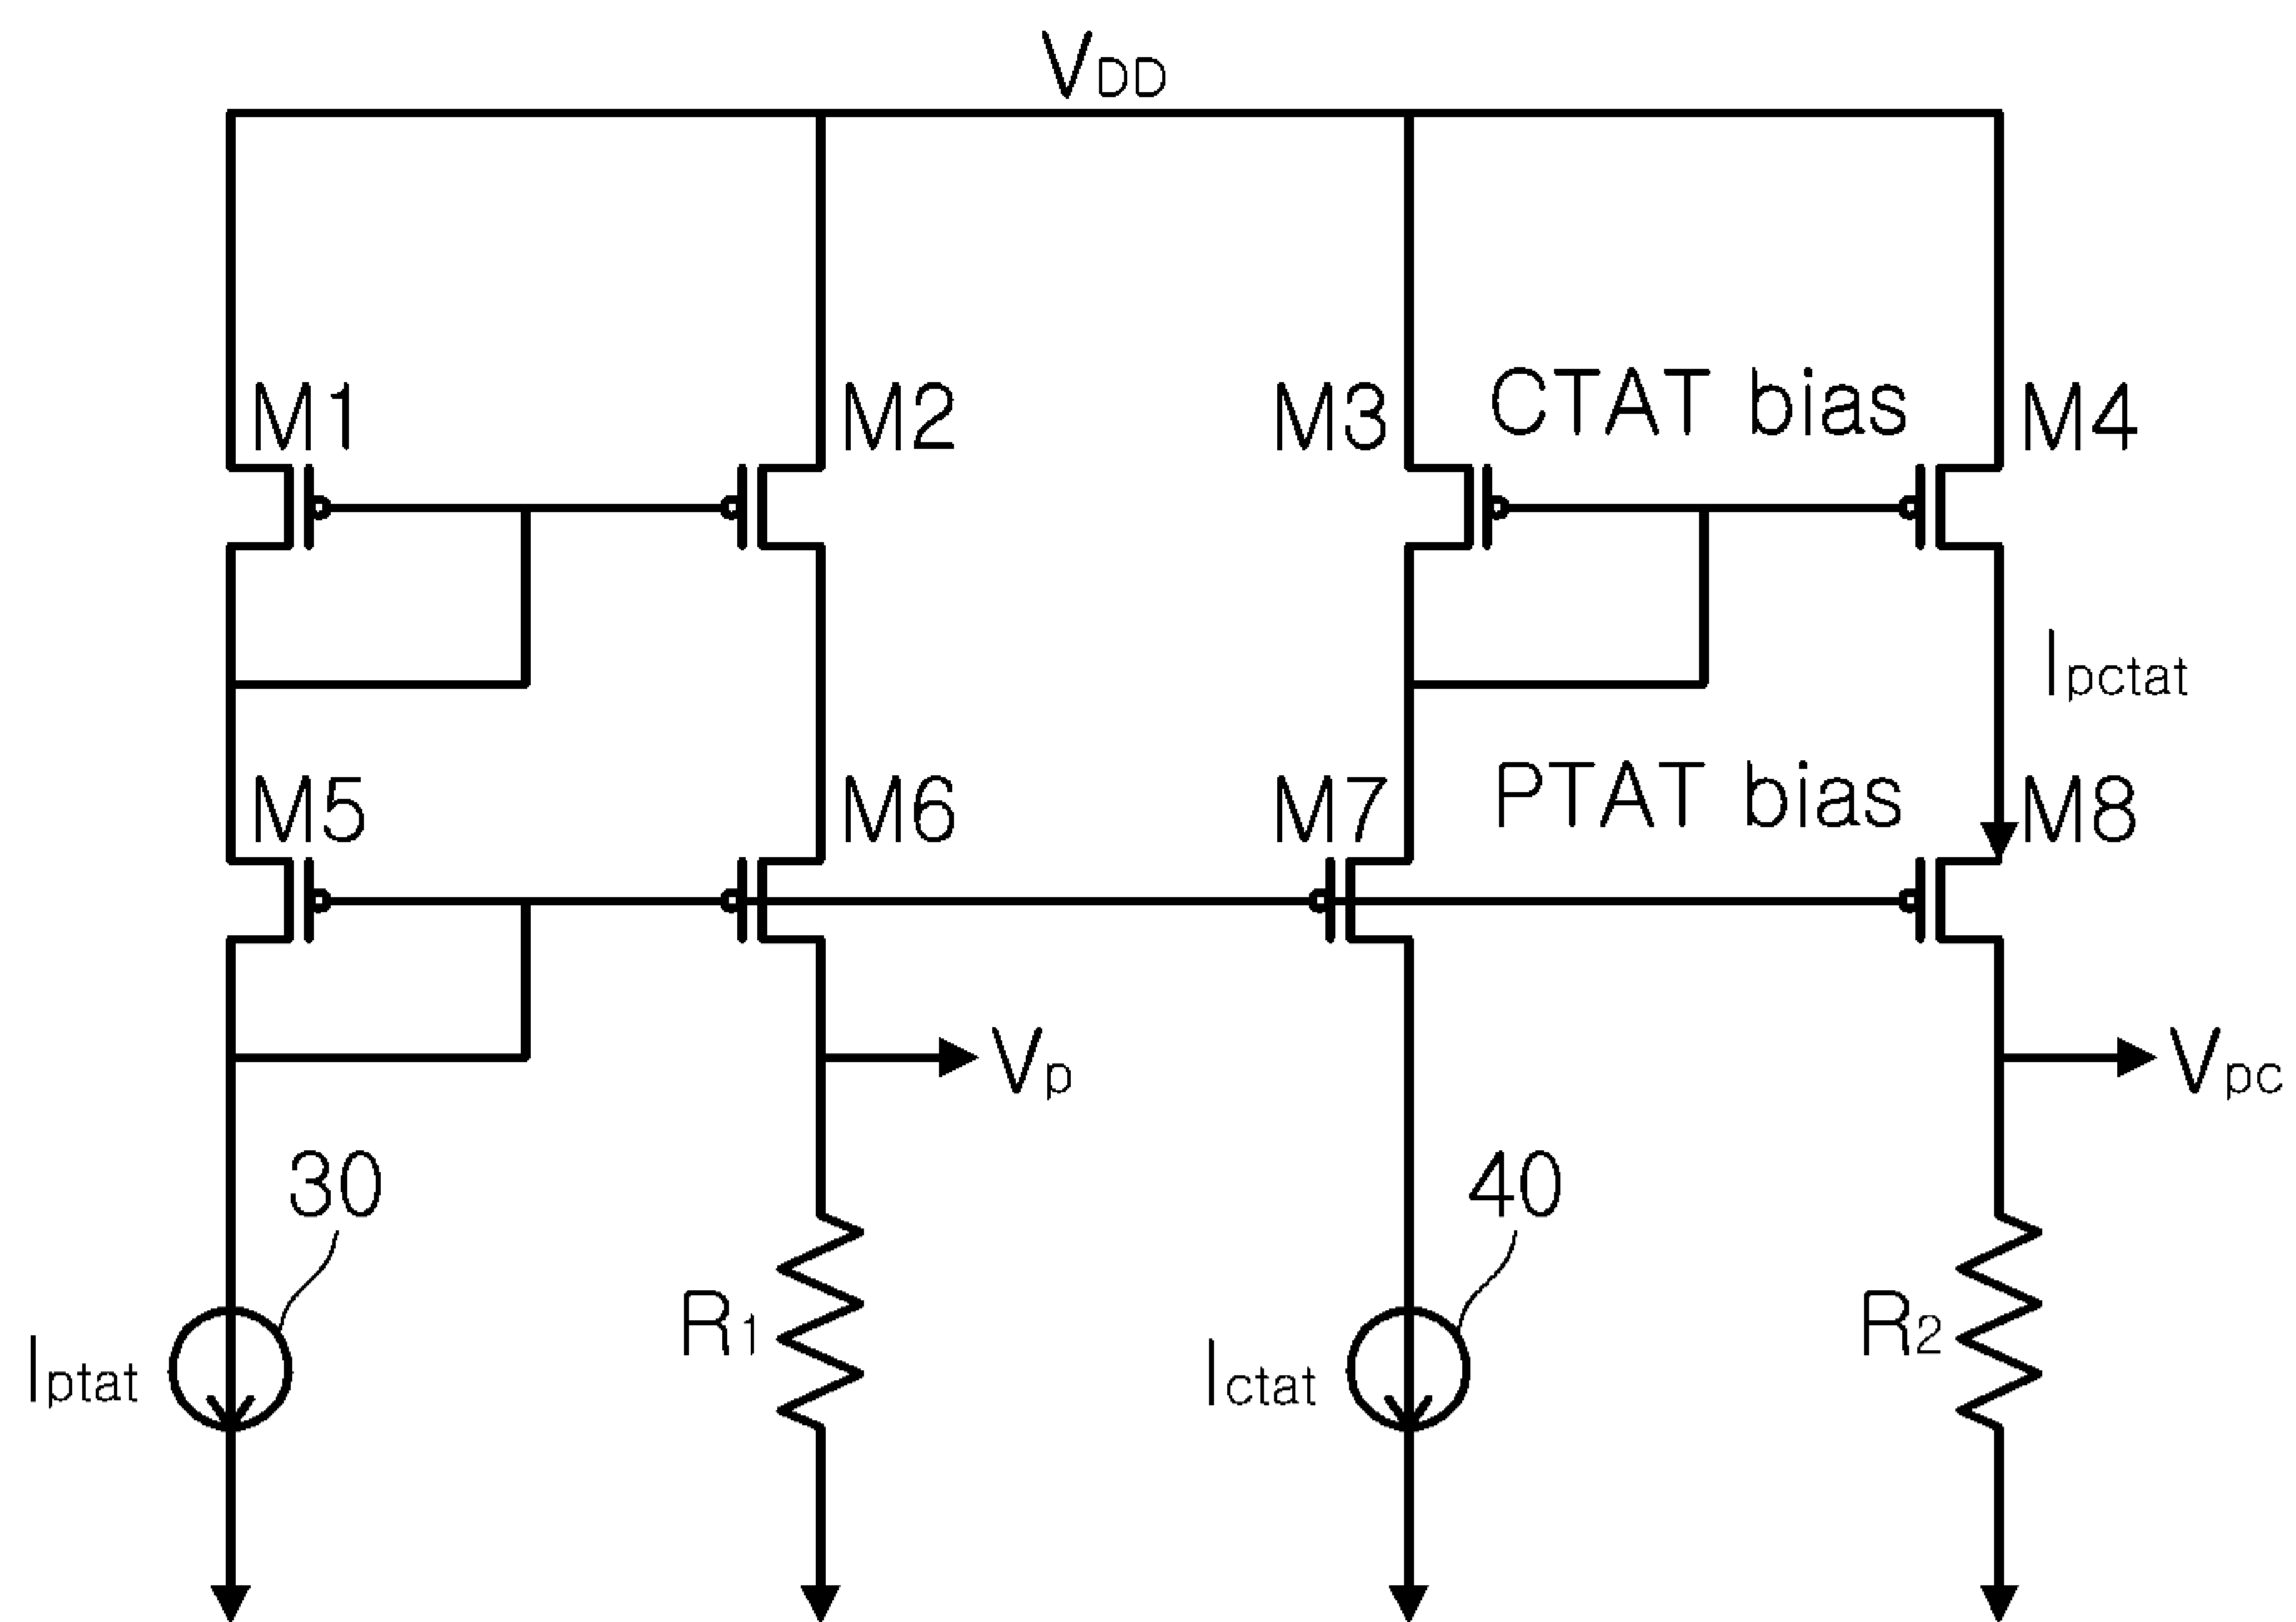 VDD
M1
M2
M3
CTAT bias
M4
Ipctat
M5
M6
M7
PTAT bias
M8
Vp
Vpc
30
40
R1
R2
Iptat
Ictat